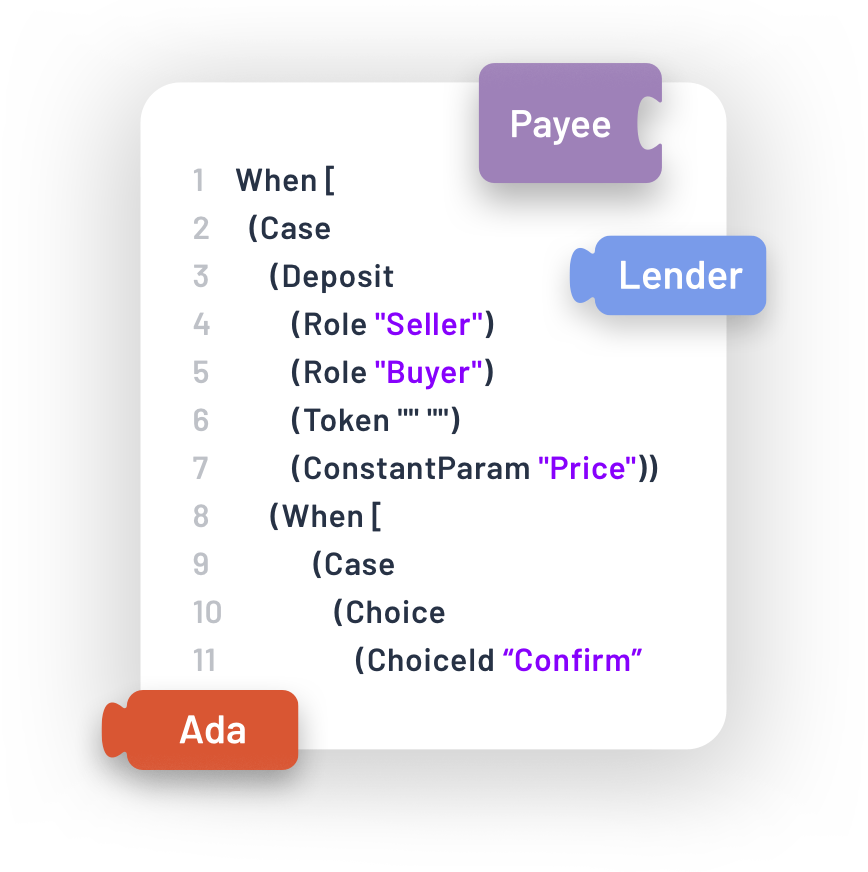 Payee
1 When [
2 (Case
Lender
3 (Deposit
4 (Role "Seller")
5 (Role "Buyer")
6 (Token "" "")
7 (ConstantParam "Price"))
8 (When [
9 (Case
10 (Choice
11 (ChoiceId “Confirm”
Ada